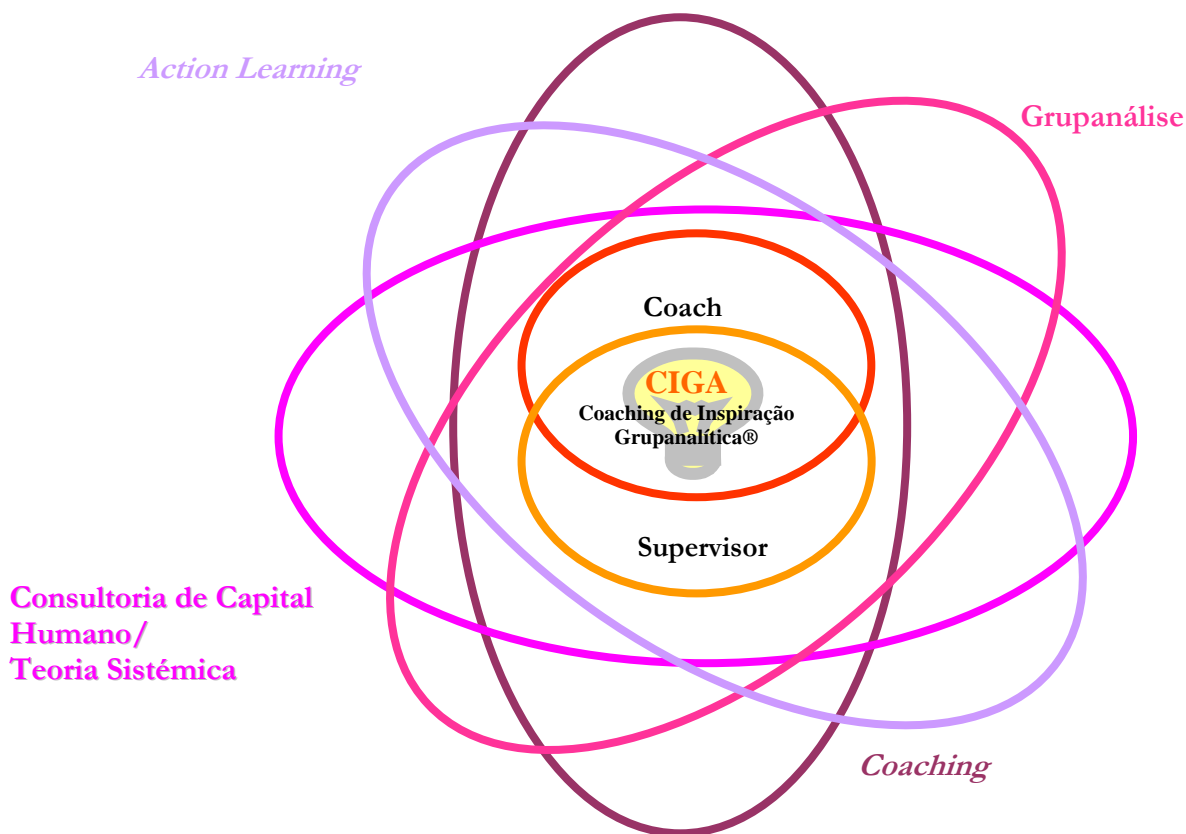 Action Learning
Grupanálise
Coach
CIGA
Coaching de Inspiração
Grupanalítica®
Supervisor
Consultoria de Capital
Humano/
Teoria Sistémica
Coaching